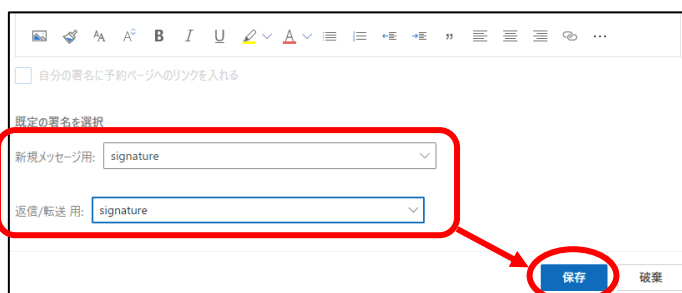 B I U A
自分の署名に予約ページへのリンクを入れる
既定の署名を選択
新規メッセージ用: signature
返信/転送 用: signature
保存 破棄